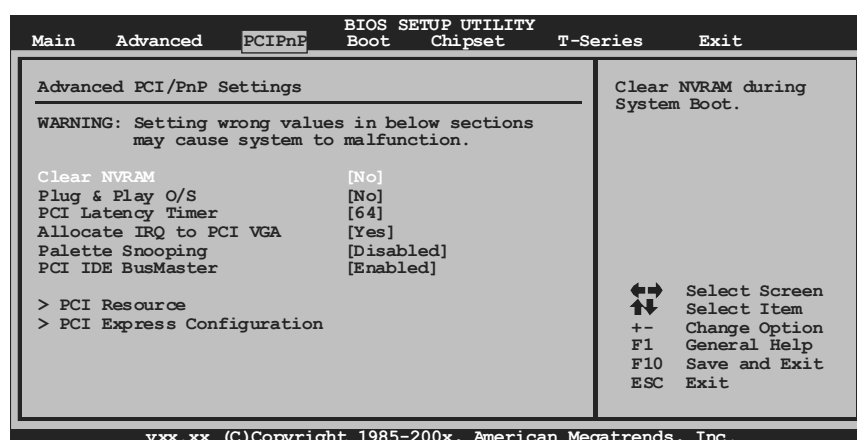 BIOS SETUP UTILITY
Main Advanced PCIPnP Boot Chipset T-Series Exit
Advanced PCI/PnP Settings
WARNING: Setting wrong values in below sections
may cause system to malfunction.
Clear NVRAM [No]
Plug & Play O/S [No]
PCI Latency Timer [64]
Allocate IRQ to PCI VGA [Yes]
Palette Snooping [Disabled]
PCI IDE BusMaster [Enabled]
> PCI Resource
> PCI Express Configuration
Clear NVRAM during
System Boot.
Select Screen
Select Item
+- Change Option
F1 General Help
F10 Save and Exit
ESC Exit
vxx.xx (C)Copyright 1985-200x, American Megatrends, Inc.